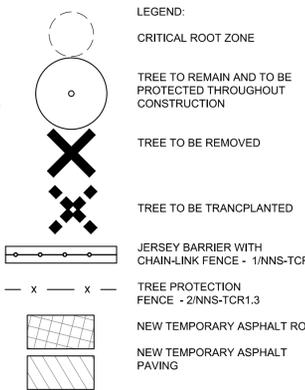 LEGEND:
CRITICAL ROOT ZONE
TREE TO REMAIN AND TO BE
PROTECTED THROUGHOUT
CONSTRUCTION
TREE TO BE REMOVED
TREE TO BE TRANCPLANTED
JERSEY BARRIER WITH
CHAIN-LINK FENCE - 1/NNS-TCR
x x TREE PROTECTION
FENCE - 2/NNS-TCR1.3
NEW TEMPORARY ASPHALT RO
NEW TEMPORARY ASPHALT
PAVING